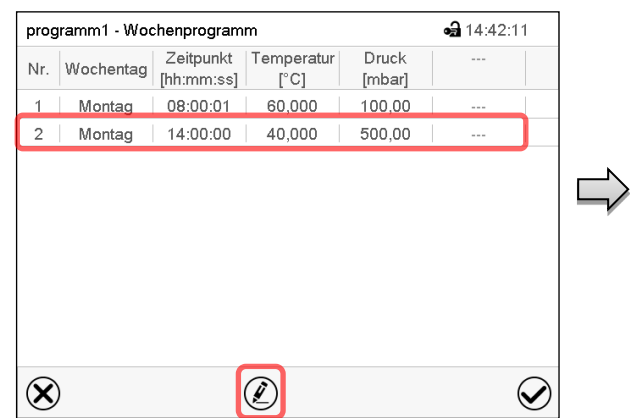 programm1 - Wochenprogramm 14:42:11
Nr. Wochentag Zeitpunkt [hh:mm:ss] Temperatur [°C] Druck [mbar] ---
1 Montag 08:00:01 60,000 100,00 ---
2 Montag 14:00:00 40,000 500,00 ---